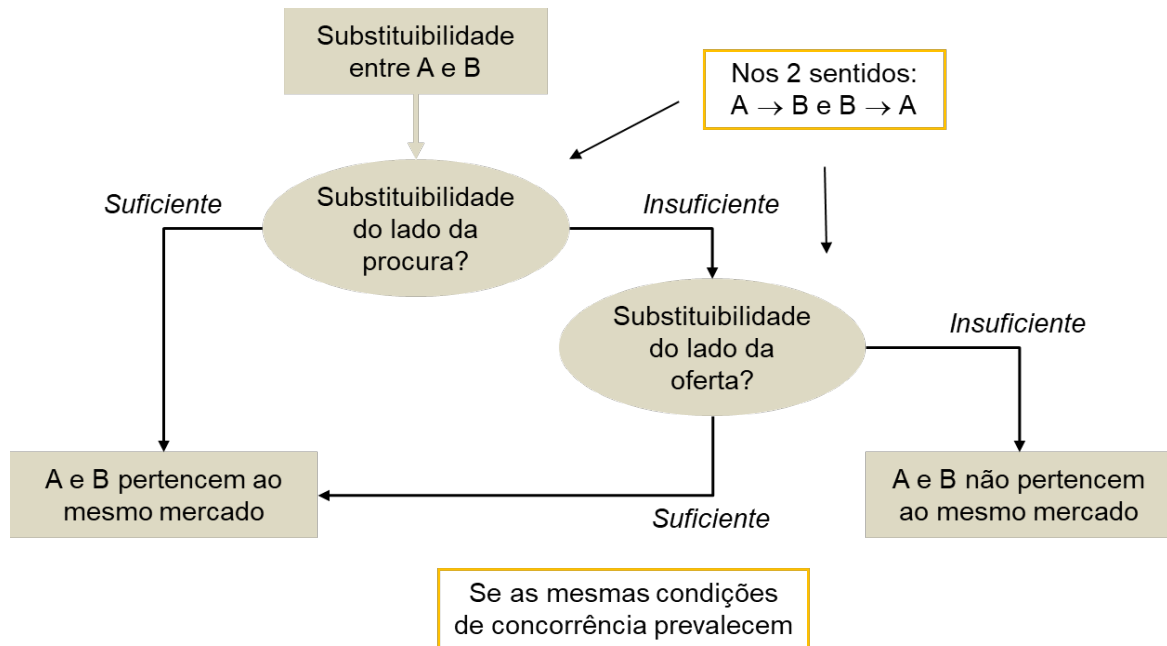 Substituibilidade
entre A e B
Nos 2 sentidos:
A → B e B → A
Suficiente
Substituibilidade
do lado da
procura?
Insuficiente
Substituibilidade
do lado da
oferta?
Insuficiente
A e B pertencem ao
mesmo mercado
Suficiente
A e B não pertencem
ao mesmo mercado
Se as mesmas condições
de concorrência prevalecem